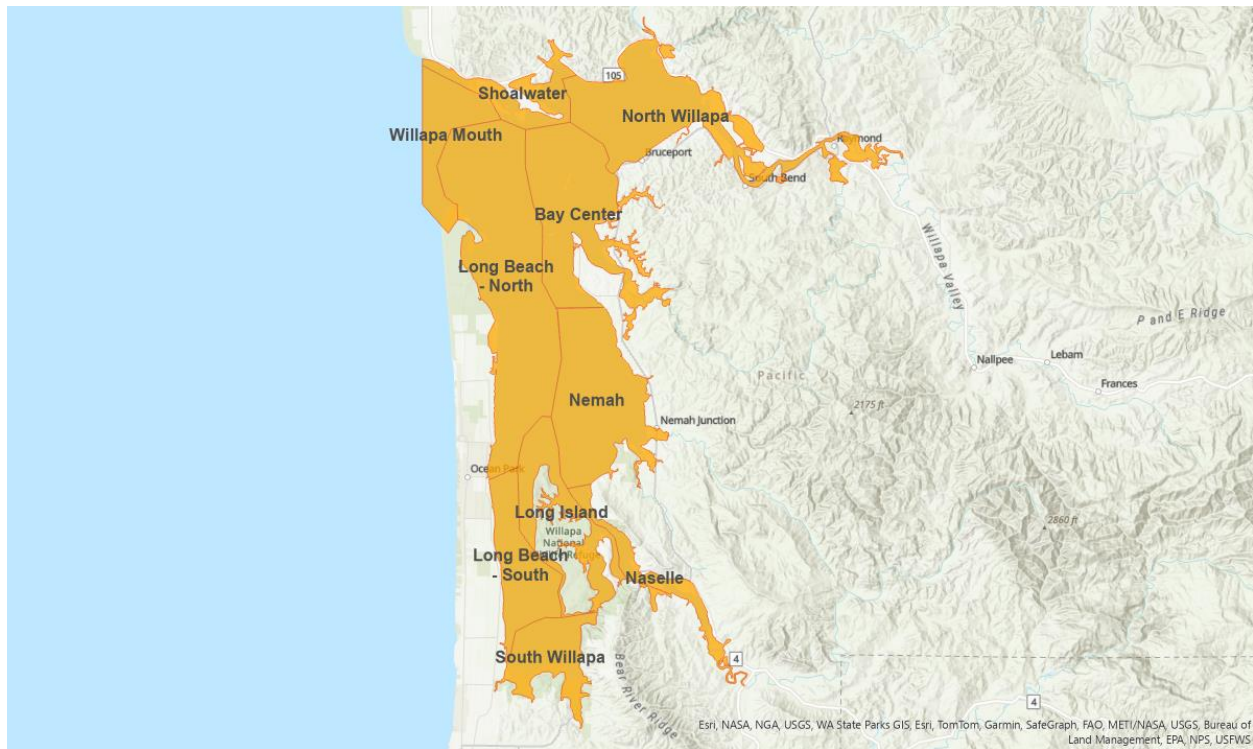 105
Shoalwater
North Willapa
Willapa Mouth
Raymond
Bruceport
South Bend
Bay Center
Willapa Valley
Long Beach
- North
P and E Ridge
Nallpee
Lebam
Frances
Pacific
Nemah
2175 ft
Nemah Junction
Ocean Park
Long Island
2860 ft
Willapa
National
Wildlife Refuge
Long Beach
- South
Naselle
South Willapa
4
Bear River Ridge
4
Esri, NASA, NGA, USGS, WA State Parks GIS, Esri, TomTom, Garmin, SafeGraph, FAO, METI/NASA, USGS, Bureau of
Land Management, EPA, NPS, USFWS